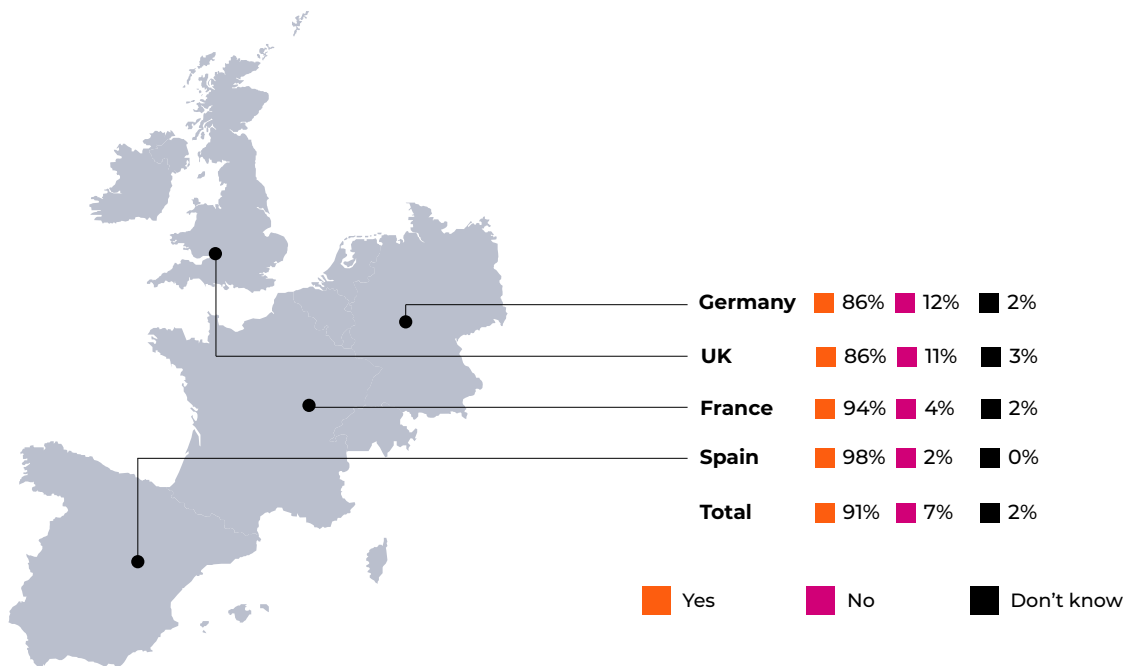 Germany 86% 12% 2%
UK 86% 11% 3%
France 94% 4% 2%
Spain 98% 2% 0%
Total 91% 7% 2%
Yes No Don’t know